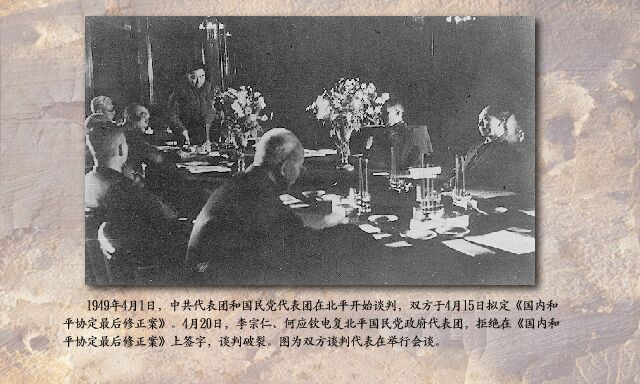 1949年4月1日，中共代表团和国民党代表团在北平开始谈判，双方于4月15日拟定《国内和
平协定最后修正案》。4月20日，李宗仁、何应钦电复北平国民党政府代表团，拒绝在《国内和
平协定最后修正案》上签字，谈判破裂。图为双方谈判代表在举行会谈。